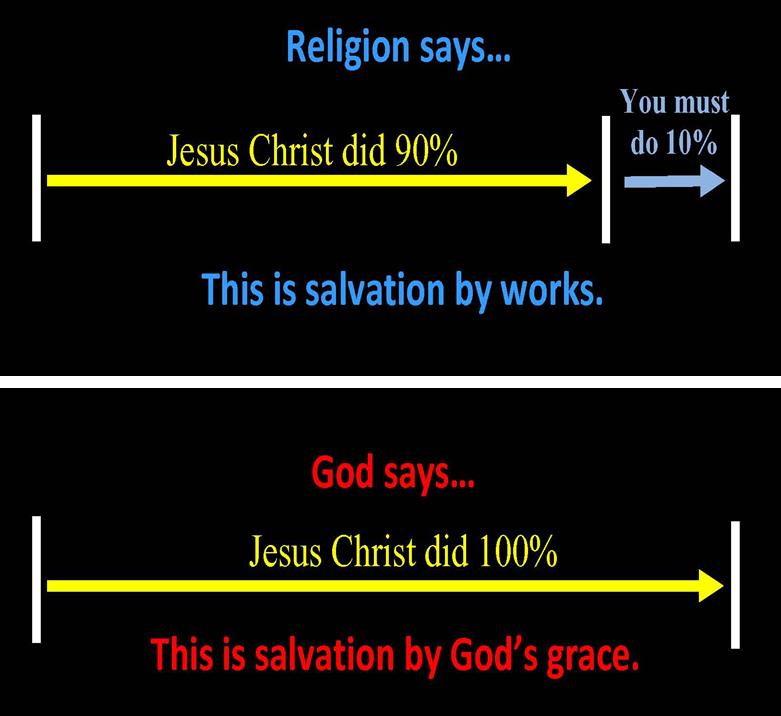 Religion says...
You must
do 10%
Jesus Christ did 90%
This is salvation by works.
God says...
Jesus Christ did 100%
This is salvation by God's grace.